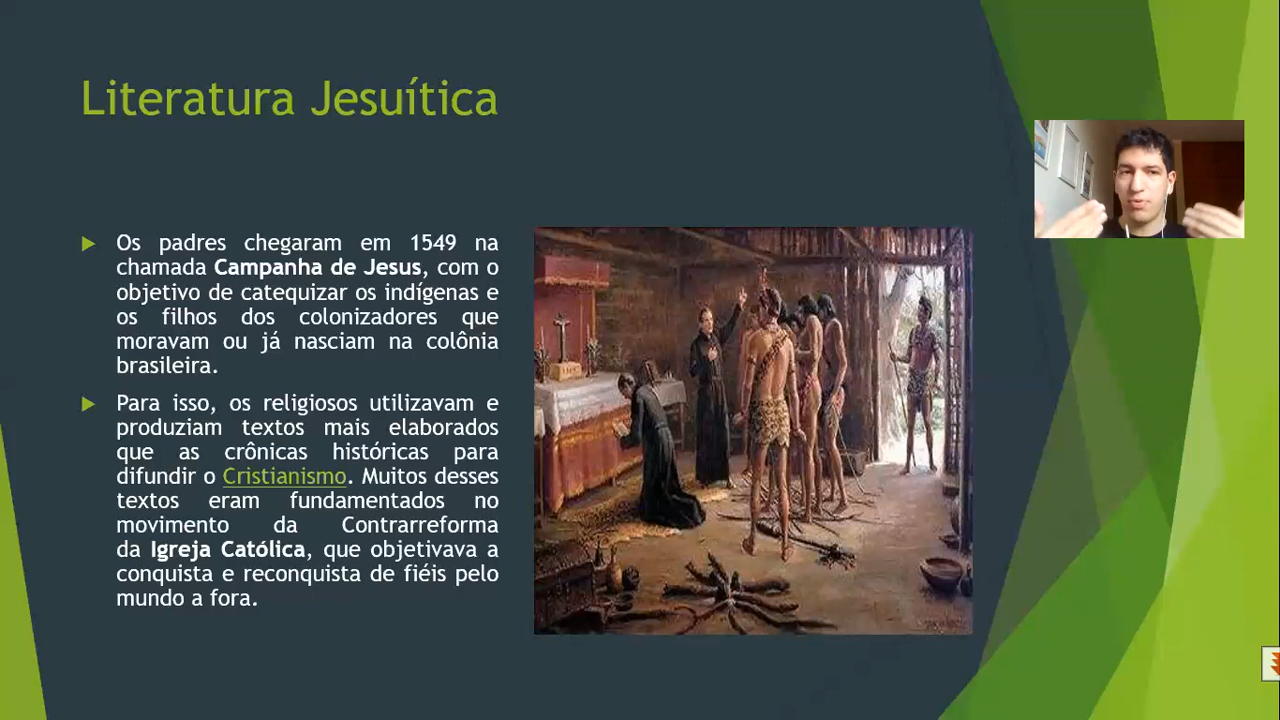 Literatura Jesuítica
Os padres chegaram em 1549 na
chamada Campanha de Jesus, com o
objetivo de catequizar os indígenas e
os filhos dos colonizadores que
moravam ou já nasciam na colônia
brasileira.
Para isso, os religiosos utilizavam e
produziam textos mais elaborados
que as crônicas históricas para
difundir o Cristianismo. Muitos desses
textos eram fundamentados no
movimento da Contrarreforma
da Igreja Católica, que objetivava a
conquista e reconquista de fiéis pelo
mundo a fora.